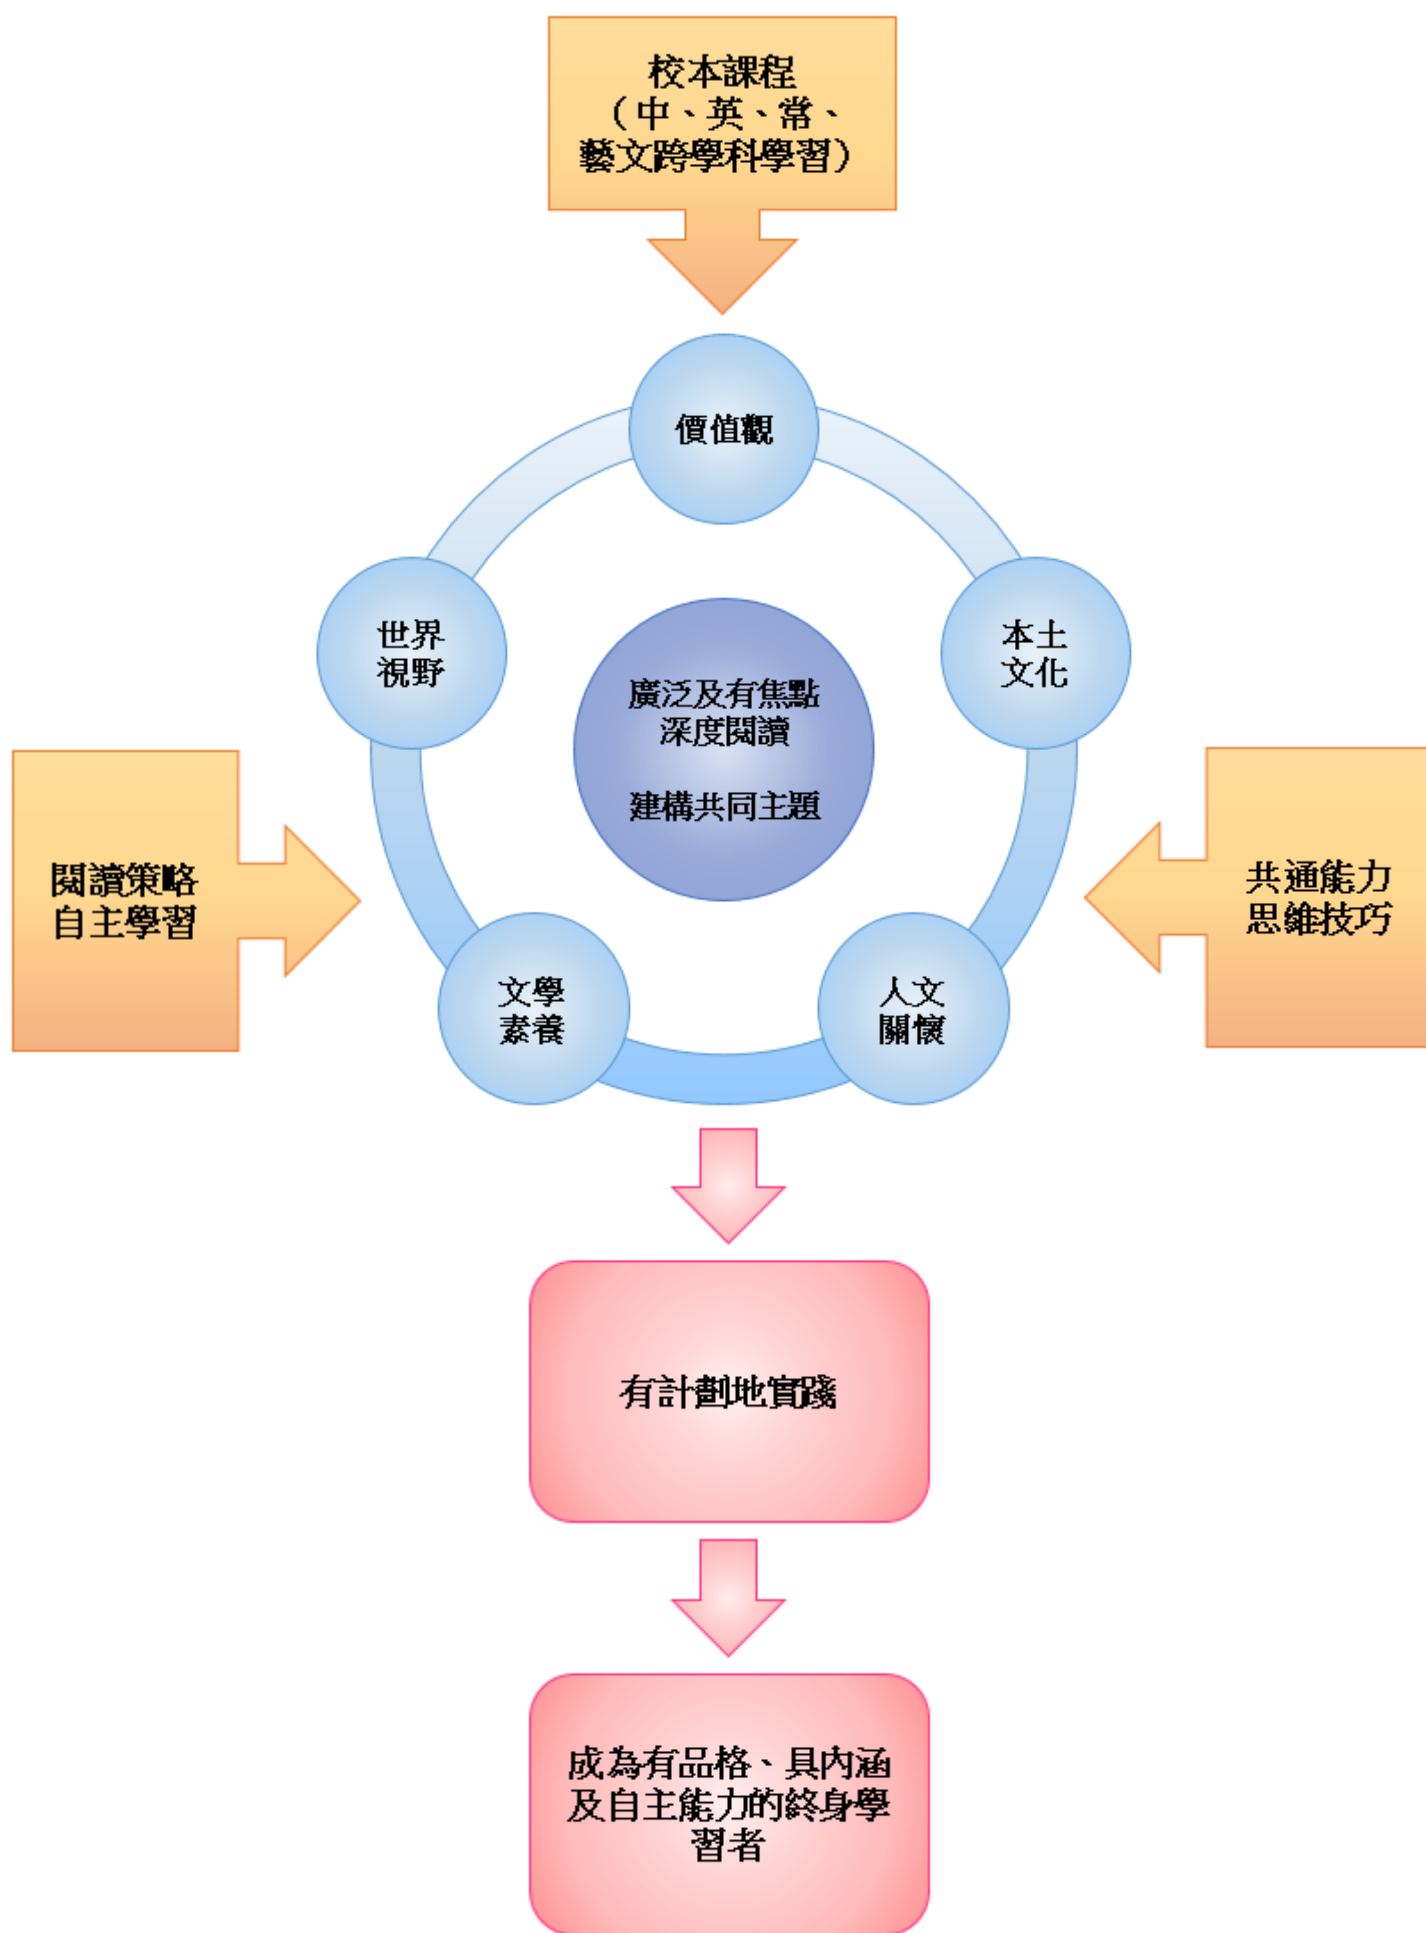 校本課程
（中、英、常、
藝文跨學科學習）
價值觀
世界
視野
本土
文化
廣泛及有焦點
深度閱讀
建構共同主題
閱讀策略
自主學習
共通能力
思維技巧
文學
素養
人文
關懷
有計劃地實踐
成為有品格、具內涵
及自主能力的終身學
習者